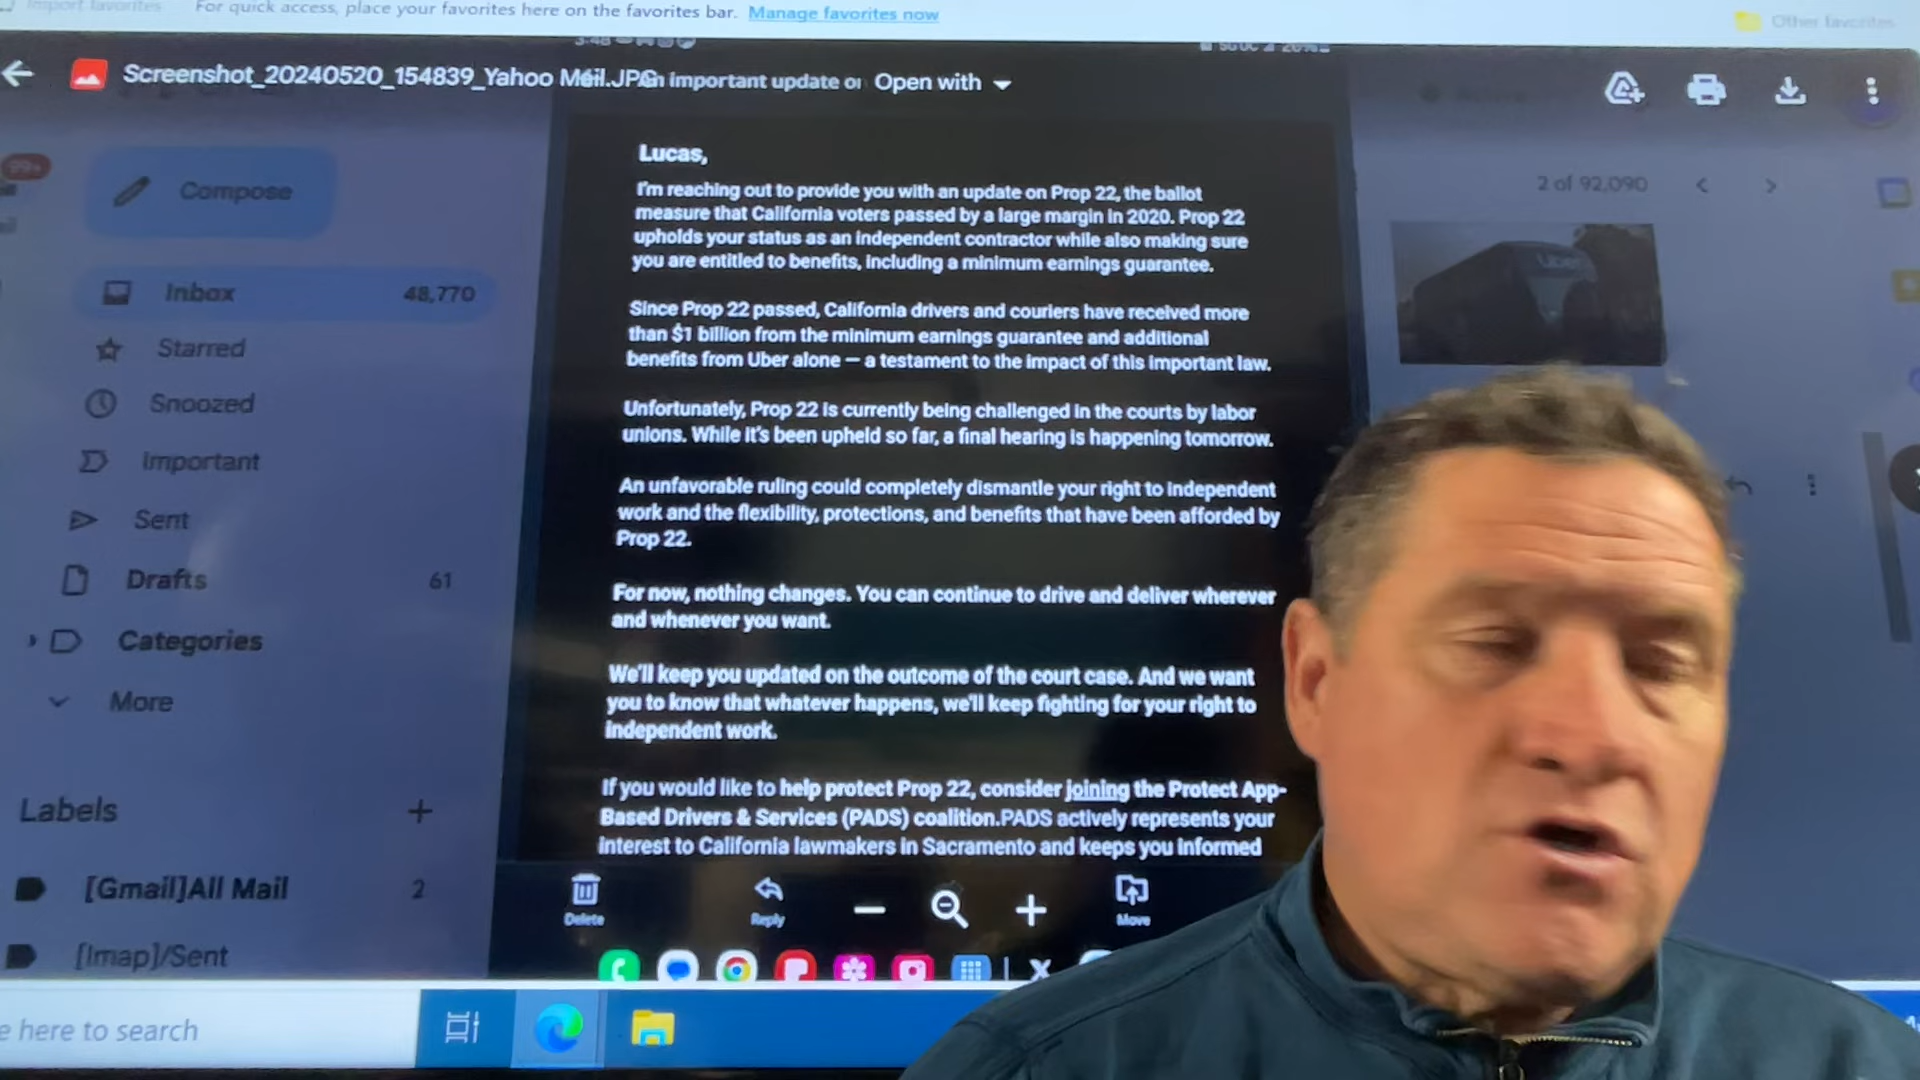 Import favorites
For quick access, place your favorites here on the favorites bar. Manage favorites now
Other favorites
Screenshot_20240520_154839_Yahoo Mail.JPG
An important update
Open with
Compose
2 of 92,090
99+
Inbox 48,770
Starred
Snoozed
Important
Sent
Drafts 61
Categories
More
Labels +
[Gmail]All Mail 2
[Imap]/Sent
Uber
Lucas,
I'm reaching out to provide you with an update on Prop 22, the ballot
measure that California voters passed by a large margin in 2020. Prop 22
upholds your status as an independent contractor while also making sure
you are entitled to benefits, including a minimum earnings guarantee.
Since Prop 22 passed, California drivers and couriers have received more
than $1 billion from the minimum earnings guarantee and additional
benefits from Uber alone — a testament to the impact of this important law.
Unfortunately, Prop 22 is currently being challenged in the courts by labor
unions. While it's been upheld so far, a final hearing is happening tomorrow.
An unfavorable ruling could completely dismantle your right to independent
work and the flexibility, protections, and benefits that have been afforded by
Prop 22.
For now, nothing changes. You can continue to drive and deliver wherever
and whenever you want.
We'll keep you updated on the outcome of the court case. And we want
you to know that whatever happens, we'll keep fighting for your right to
independent work.
If you would like to help protect Prop 22, consider joining the Protect App-
Based Drivers & Services (PADS) coalition.PADS actively represents your
interest to California lawmakers in Sacramento and keeps you informed
Delete
Reply
Move
here to search